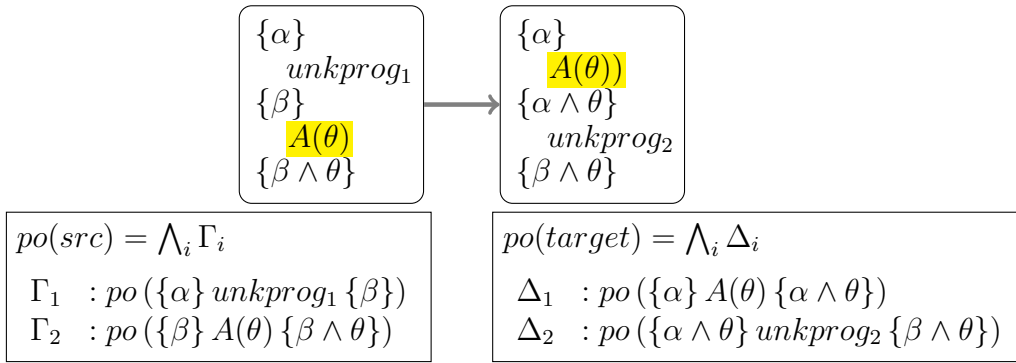 {α}
unkprog₁
{β}
A(θ)
{β ∧ θ}
{α}
A(θ))
{α ∧ θ}
unkprog₂
{β ∧ θ}
po(src) = ⋀ᵢ Γᵢ
Γ₁ : po ({α} unkprog₁ {β})
Γ₂ : po ({β} A(θ) {β ∧ θ})
po(target) = ⋀ᵢ Δᵢ
Δ₁ : po ({α} A(θ) {α ∧ θ})
Δ₂ : po ({α ∧ θ} unkprog₂ {β ∧ θ})